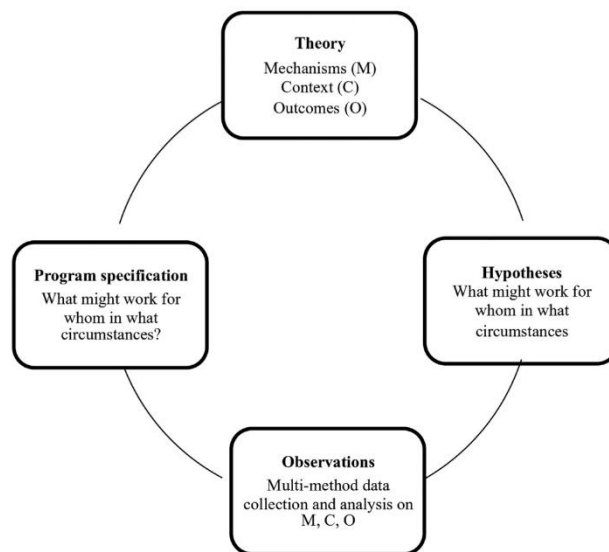 Theory
Mechanisms (M)
Context (C)
Outcomes (O)
Program specification
What might work for
whom in what
circumstances?
Hypotheses
What might work for
whom in what
circumstances
Observations
Multi-method data
collection and analysis on
M, C, O